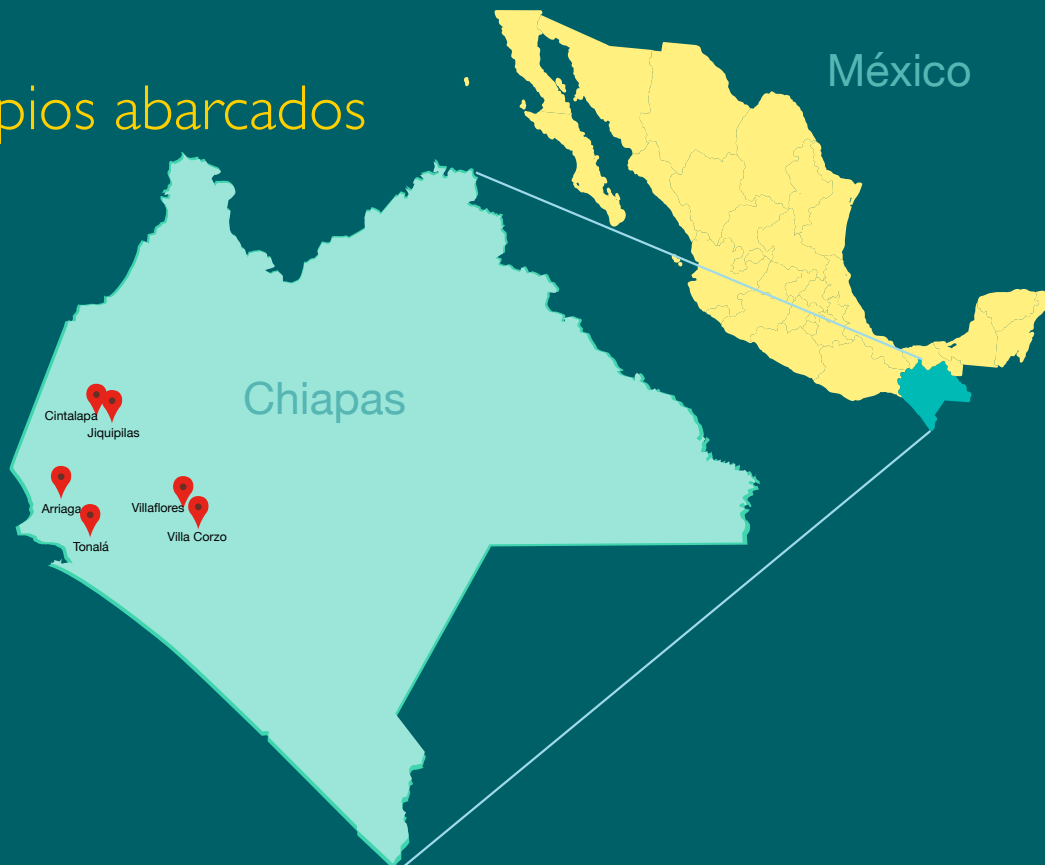 México
pios abarcados
Chiapas
Cintalapa
Jiquipilas
Arriaga
Villaflores
Villa Corzo
Tonalá